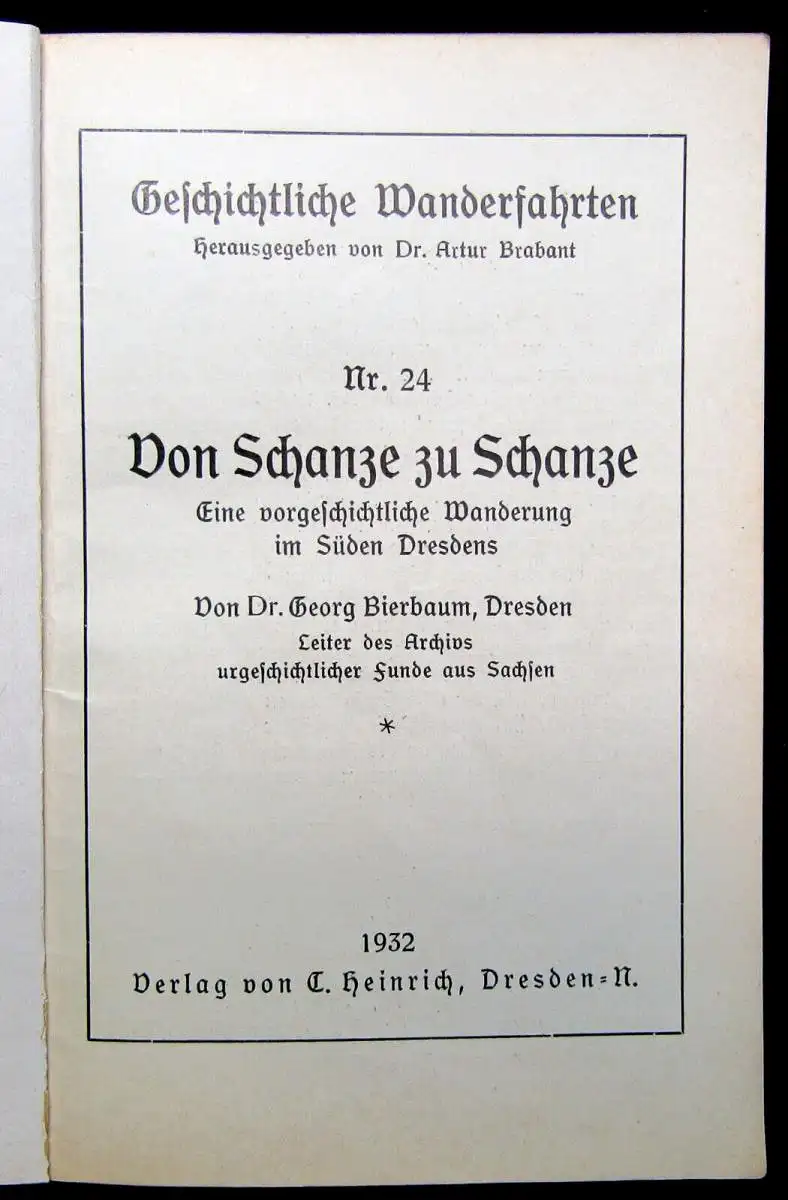 Geſchichtliche Wanderfahrten
Herausgegeben von Dr. Artur Brabant
Nr. 24
Von Schanze zu Schanze
Eine vorgeſchichtliche Wanderung
im Süden Dresdens
Von Dr. Georg Bierbaum, Dresden
Leiter des Archivs
urgeſchichtlicher Funde aus Sachſen
*
1932
Verlag von C. Heinrich, Dresden=N.